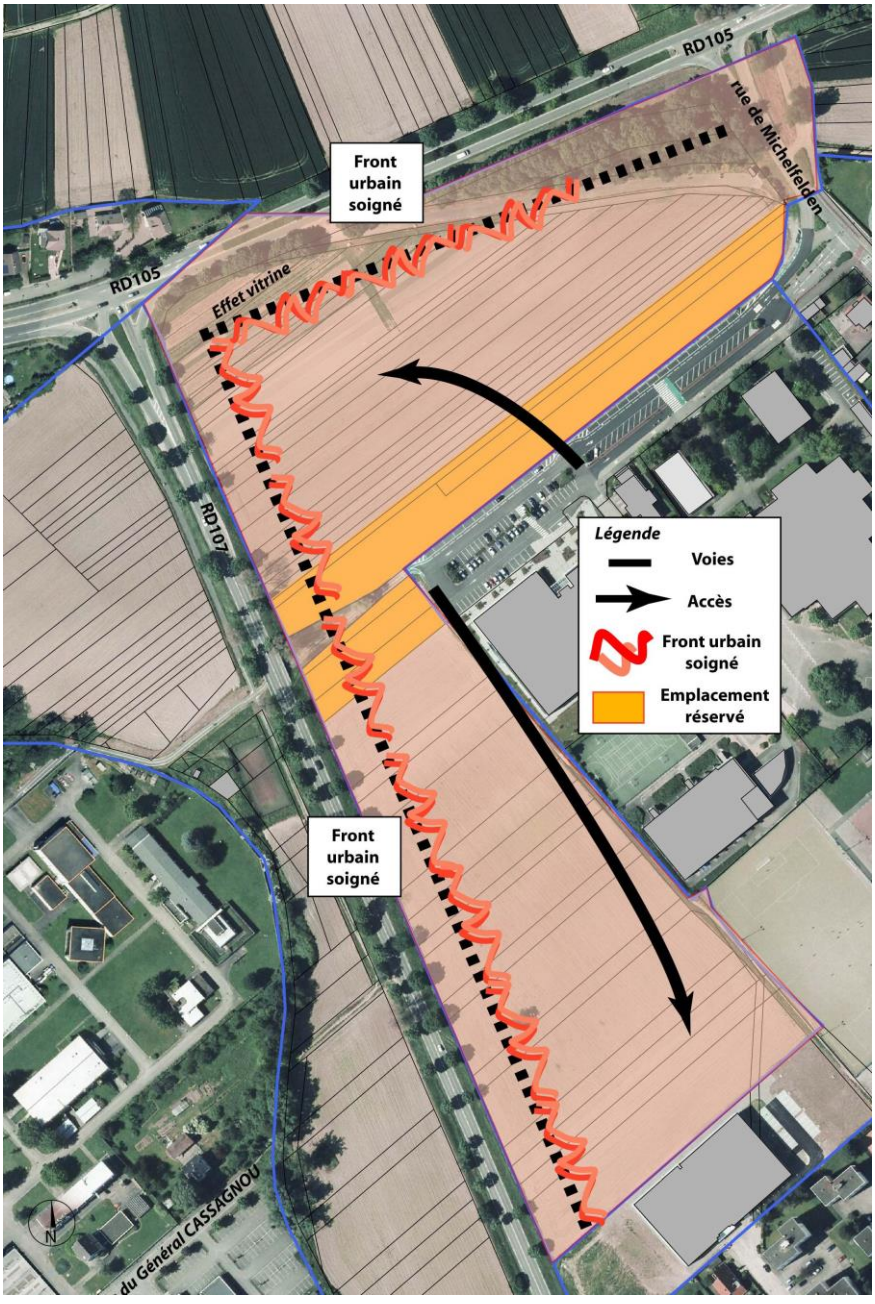 RD105
rue de Michelfelden
Front
urbain
soigné
RD105
Effet vitrine
RD107
Légende
Voies
Accès
Front urbain
soigné
Emplacement
réservé
Front
urbain
soigné
N
du Général CASSAGNOU